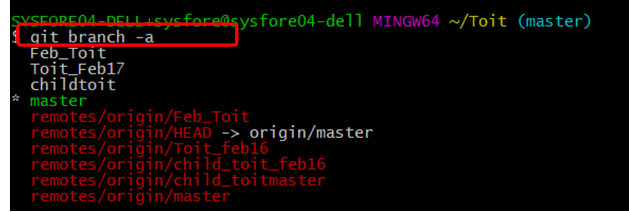 SYSFORE04-DELL+sysfore@sysfore04-dell MINGW64 ~/Toit (master)
$ git branch -a
Feb_Toit
Toit_Feb17
childtoit
* master
remotes/origin/Feb_Toit
remotes/origin/HEAD -> origin/master
remotes/origin/Toit_feb16
remotes/origin/child_toit_feb16
remotes/origin/child_toitmaster
remotes/origin/master